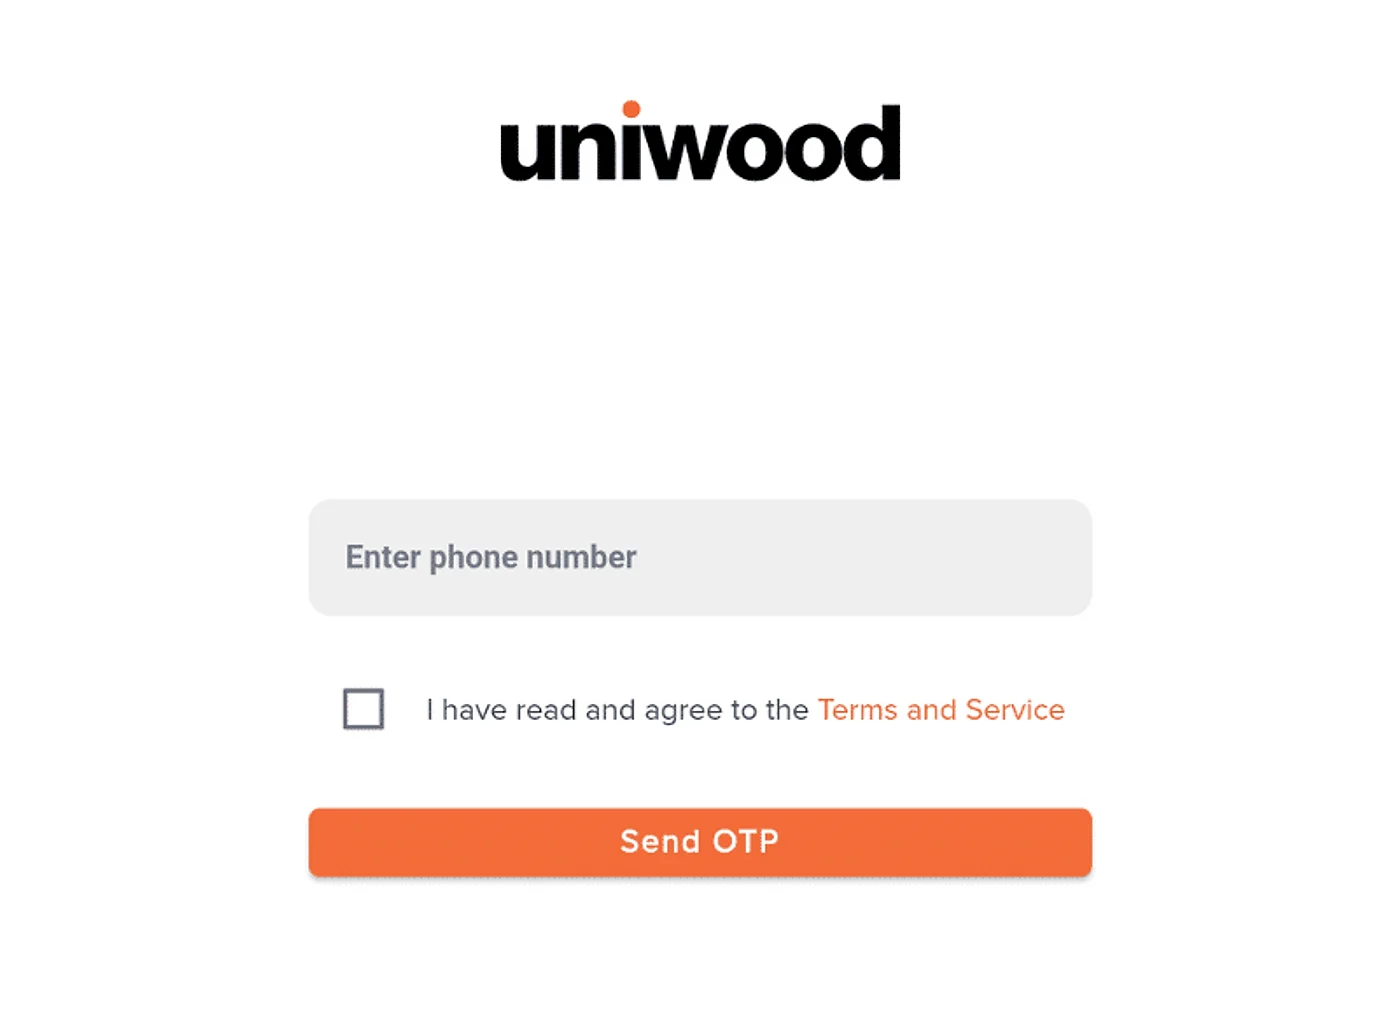 uniwood
Enter phone number
I have read and agree to the Terms and Service
Send OTP